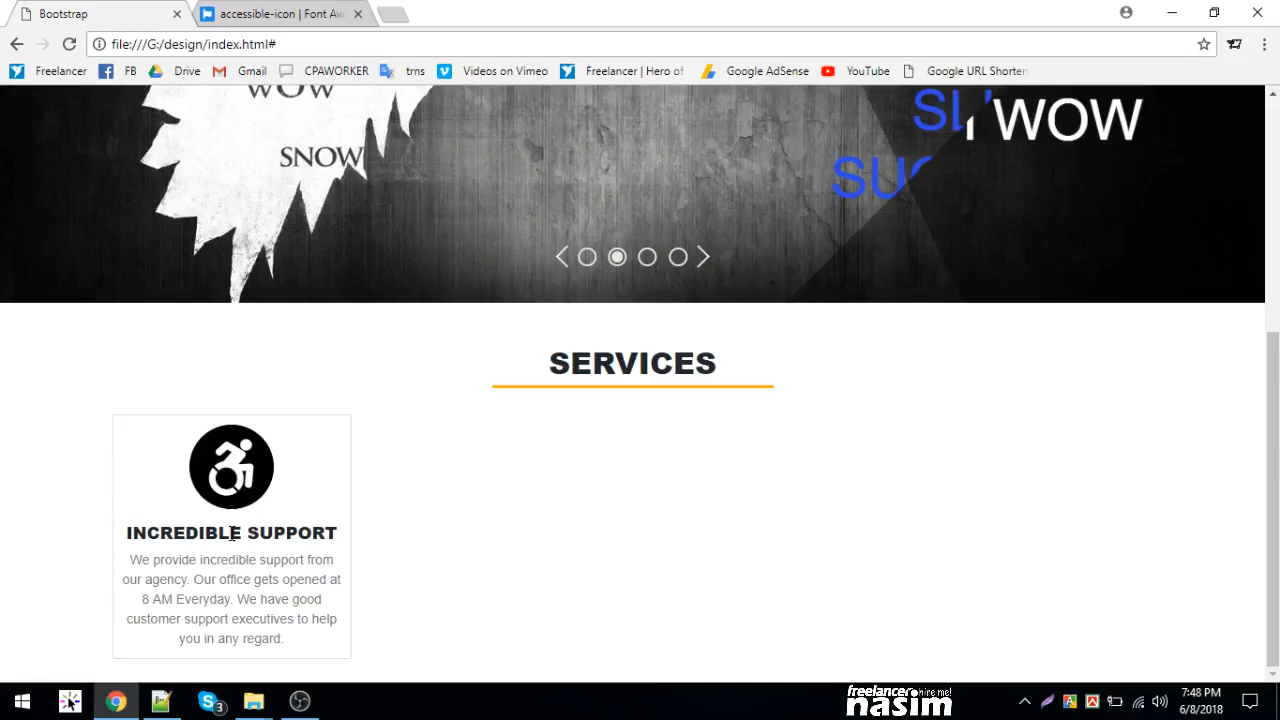 Bootstrap
accessible-icon | Font Aw
file:///G:/design/index.html#
Freelancer FB Drive Gmail CPAWORKER trns Videos on Vimeo Freelancer | Hero of Google AdSense YouTube Google URL Shorten
WOW
SNOW
WOW
SERVICES
INCREDIBLE SUPPORT
We provide incredible support from
our agency. Our office gets opened at
8 AM Everyday. We have good
customer support executives to help
you in any regard.
3
freelancer hire me!
nasim
7:48 PM
6/8/2018